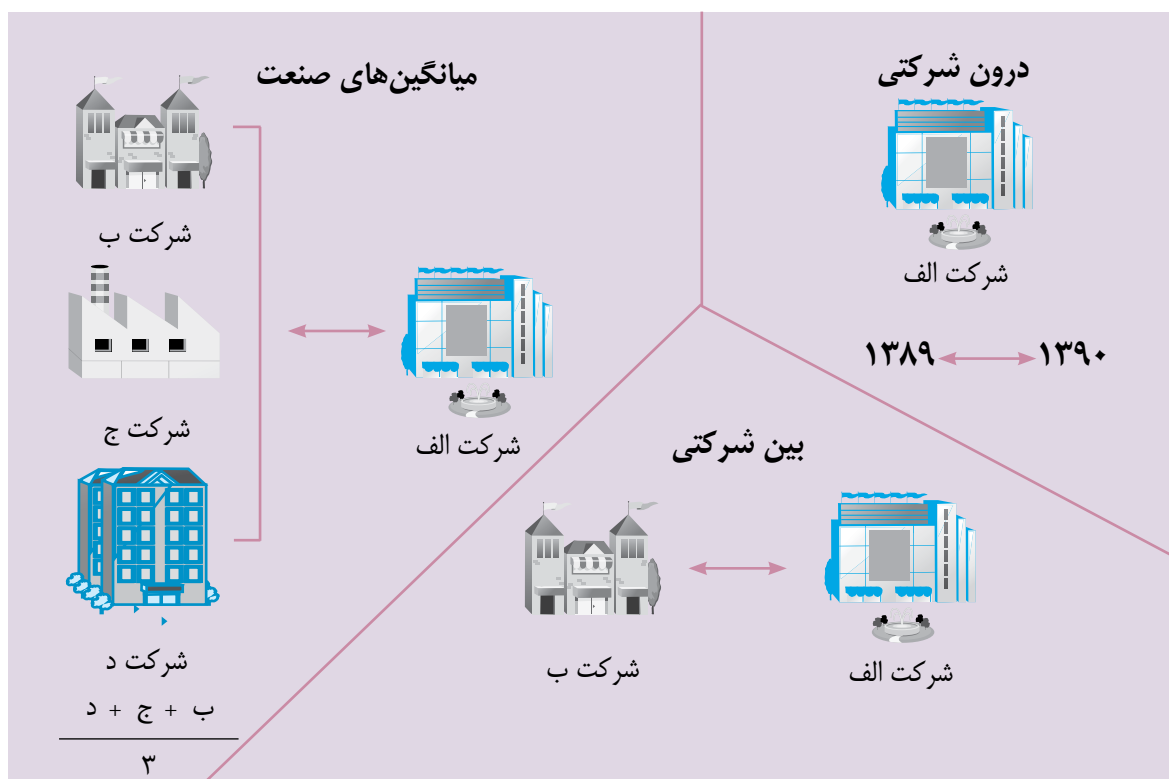 درون شرکتی
شرکت الف
۱۳۹۰
۱۳۸۹
میانگین‌های صنعت
شرکت ب
شرکت ج
شرکت د
ب + ج + د
۳
شرکت الف
بین شرکتی
شرکت الف
شرکت ب